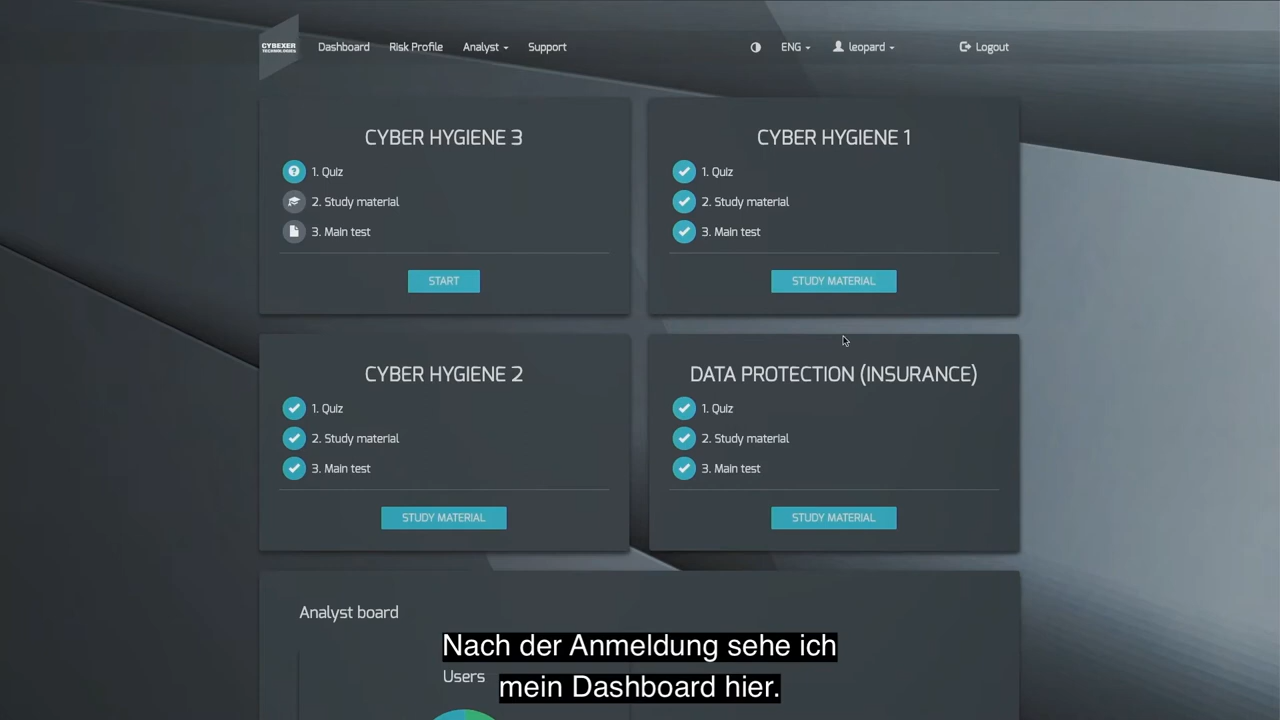 CYBEXER
TECHNOLOGIES
Dashboard Risk Profile Analyst Support ENG leopard Logout
CYBER HYGIENE 3
1. Quiz
2. Study material
3. Main test
START
CYBER HYGIENE 1
1. Quiz
2. Study material
3. Main test
STUDY MATERIAL
CYBER HYGIENE 2
1. Quiz
2. Study material
3. Main test
STUDY MATERIAL
DATA PROTECTION (INSURANCE)
1. Quiz
2. Study material
3. Main test
STUDY MATERIAL
Analyst board
Users
Nach der Anmeldung sehe ich
mein Dashboard hier.